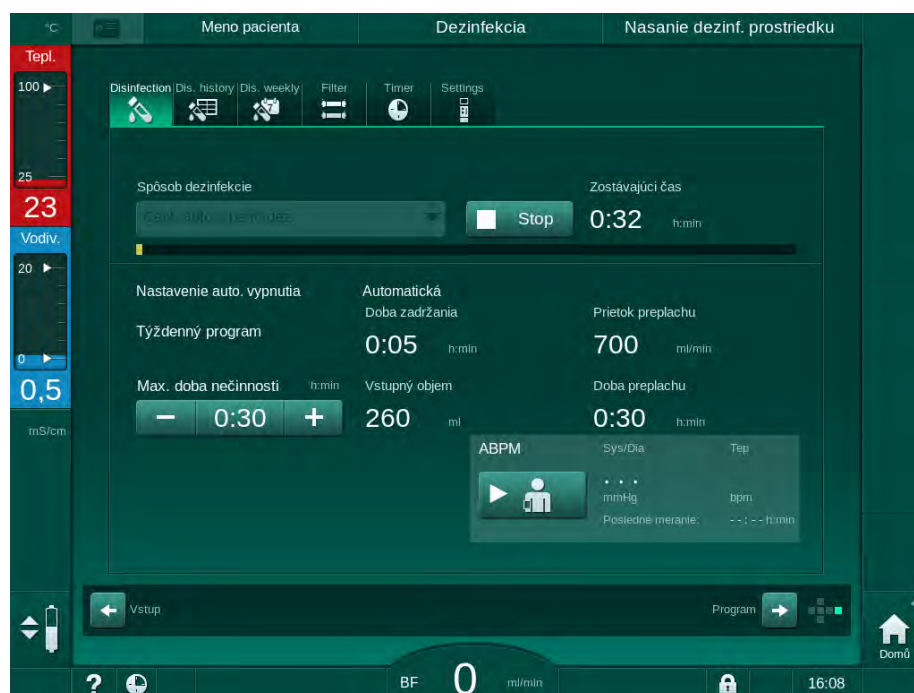 °C
Meno pacienta
Dezinfekcia
Nasanie dezinf. prostriedku
Tepl.
100
25
23
Vodiv.
20
0
0,5
mS/cm
Disinfection Dis. history Dis. weekly Filter Timer Settings
7
Spôsob dezinfekcie
Zostávajúci čas
Stop
0:32 h:min
Nastavenie auto. vypnutia
Automatická
Doba zadržania
Prietok preplachu
Týždenný program
0:05 h:min
700 ml/min
Max. doba nečinnosti h:min
Vstupný objem
Doba preplachu
− 0:30 +
260 ml
0:30 h:min
ABPM
Sys/Dia
Tep
. . .
mmHg
bpm
Posledné meranie: --:-- h:min
Vstup
Program
Domů
? BF 0 ml/min 16:08